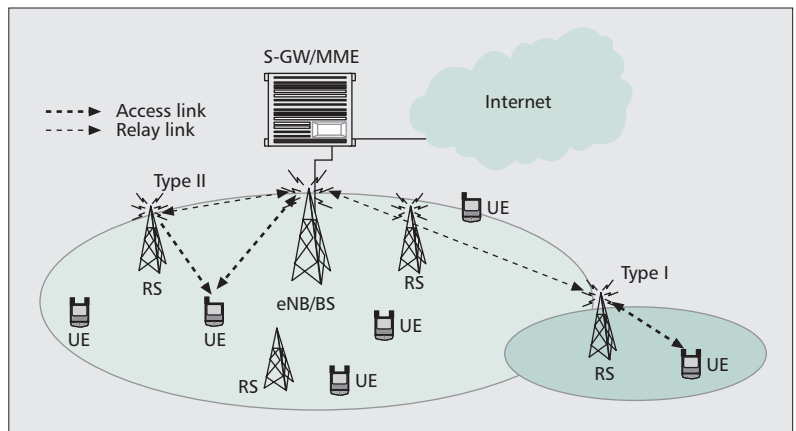 S-GW/MME
Internet
Access link
Relay link
Type II
UE
RS
RS
Type I
eNB/BS
UE
UE
UE
RS
UE
RS
UE